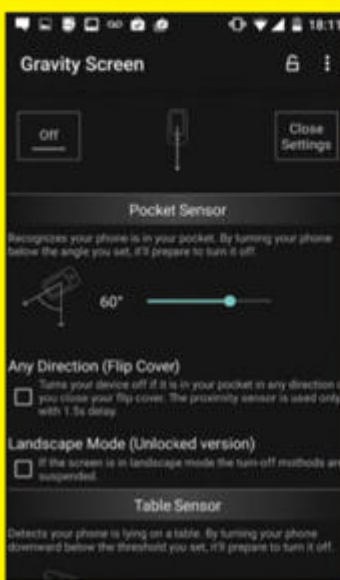 18:11
Gravity Screen
Off
Close
Settings
Pocket Sensor
Recognizes your phone is in your pocket. By turning your phone
below the angle you set, it'll prepare to turn it off.
60°
Any Direction (Flip Cover)
Turns your device off if it is in your pocket in any direction
you close your flip cover. The proximity sensor is used only
with 1.5s delay.
Landscape Mode (Unlocked version)
If the screen is in landscape mode the turn-off methods are
suspended.
Table Sensor
Detects your phone is lying on a table. By turning your phone
downward below the threshold you set, it'll prepare to turn it off.